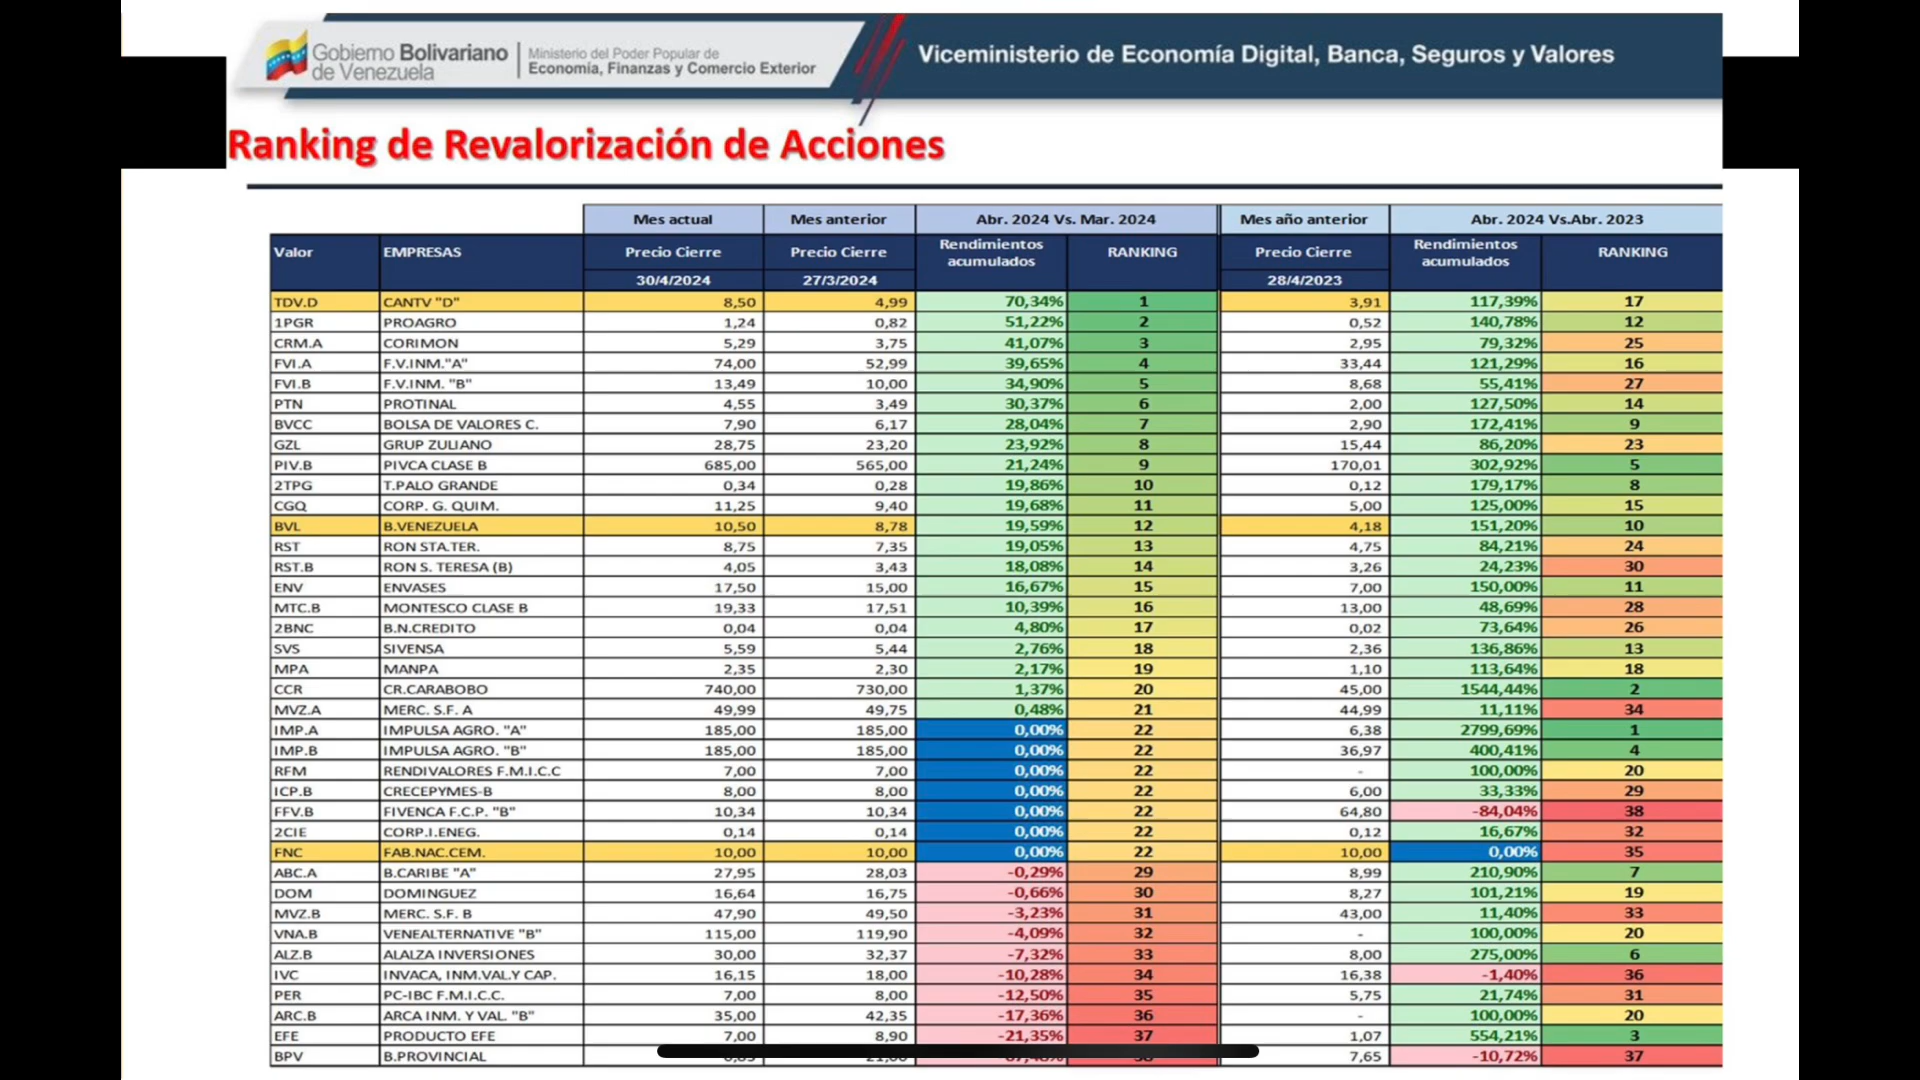 Gobierno Bolivariano
de Venezuela
Ministerio del Poder Popular de
Economía, Finanzas y Comercio Exterior
Viceministerio de Economía Digital, Banca, Seguros y Valores
Ranking de Revalorización de Acciones
Mes actual Mes anterior Abr. 2024 Vs. Mar. 2024 Mes año anterior Abr. 2024 Vs.Abr. 2023
Valor EMPRESAS Precio Cierre Precio Cierre Rendimientos acumulados RANKING Precio Cierre Rendimientos acumulados RANKING
30/4/2024 27/3/2024 28/4/2023
TDV.D CANTV "D" 8,50 4,99 70,34% 1 3,91 117,39% 17
1PGR PROAGRO 1,24 0,82 51,22% 2 0,52 140,78% 12
CRM.A CORIMON 5,29 3,75 41,07% 3 2,95 79,32% 25
FVI.A F.V.INM."A" 74,00 52,99 39,65% 4 33,44 121,29% 16
FVI.B F.V.INM. "B" 13,49 10,00 34,90% 5 8,68 55,41% 27
PTN PROTINAL 4,55 3,49 30,37% 6 2,00 127,50% 14
BVCC BOLSA DE VALORES C. 7,90 6,17 28,04% 7 2,90 172,41% 9
GZL GRUP ZULIANO 28,75 23,20 23,92% 8 15,44 86,20% 23
PIV.B PIVCA CLASE B 685,00 565,00 21,24% 9 170,01 302,92% 5
2TPG T.PALO GRANDE 0,34 0,28 19,86% 10 0,12 179,17% 8
CGQ CORP. G. QUIM. 11,25 9,40 19,68% 11 5,00 125,00% 15
BVL B.VENEZUELA 10,50 8,78 19,59% 12 4,18 151,20% 10
RST RON STA.TER. 8,75 7,35 19,05% 13 4,75 84,21% 24
RST.B RON S. TERESA (B) 4,05 3,43 18,08% 14 3,26 24,23% 30
ENV ENVASES 17,50 15,00 16,67% 15 7,00 150,00% 11
MTC.B MONTESCO CLASE B 19,33 17,51 10,39% 16 13,00 48,69% 28
2BNC B.N.CREDITO 0,04 0,04 4,80% 17 0,02 73,64% 26
SVS SIVENSA 5,59 5,44 2,76% 18 2,36 136,86% 13
MPA MANPA 2,35 2,30 2,17% 19 1,10 113,64% 18
CCR CR.CARABOBO 740,00 730,00 1,37% 20 45,00 1544,44% 2
MVZ.A MERC. S.F. A 49,99 49,75 0,48% 21 44,99 11,11% 34
IMP.A IMPULSA AGRO. "A" 185,00 185,00 0,00% 22 6,38 2799,69% 1
IMP.B IMPULSA AGRO. "B" 185,00 185,00 0,00% 22 36,97 400,41% 4
RFM RENDIVALORES F.M.I.C.C 7,00 7,00 0,00% 22 - 100,00% 20
ICP.B CRECEPYMES-B 8,00 8,00 0,00% 22 6,00 33,33% 29
FFV.B FIVENCA F.C.P. "B" 10,34 10,34 0,00% 22 64,80 -84,04% 38
2CIE CORP.I.ENEG. 0,14 0,14 0,00% 22 0,12 16,67% 32
FNC FAB.NAC.CEM. 10,00 10,00 0,00% 22 10,00 0,00% 35
ABC.A B.CARIBE "A" 27,95 28,03 -0,29% 29 8,99 210,90% 7
DOM DOMINGUEZ 16,64 16,75 -0,66% 30 8,27 101,21% 19
MVZ.B MERC. S.F. B 47,90 49,50 -3,23% 31 43,00 11,40% 33
VNA.B VENEALTERNATIVE "B" 115,00 119,90 -4,09% 32 - 100,00% 20
ALZ.B ALALZA INVERSIONES 30,00 32,37 -7,32% 33 8,00 275,00% 6
IVC INVACA, INM.VAL.Y CAP. 16,15 18,00 -10,28% 34 16,38 -1,40% 36
PER PC-IBC F.M.I.C.C. 7,00 8,00 -12,50% 35 5,75 21,74% 31
ARC.B ARCA INM. Y VAL. "B" 35,00 42,35 -17,36% 36 - 100,00% 20
EFE PRODUCTO EFE 7,00 8,90 -21,35% 37 1,07 554,21% 3
BPV B.PROVINCIAL 7,65 -10,72% 37